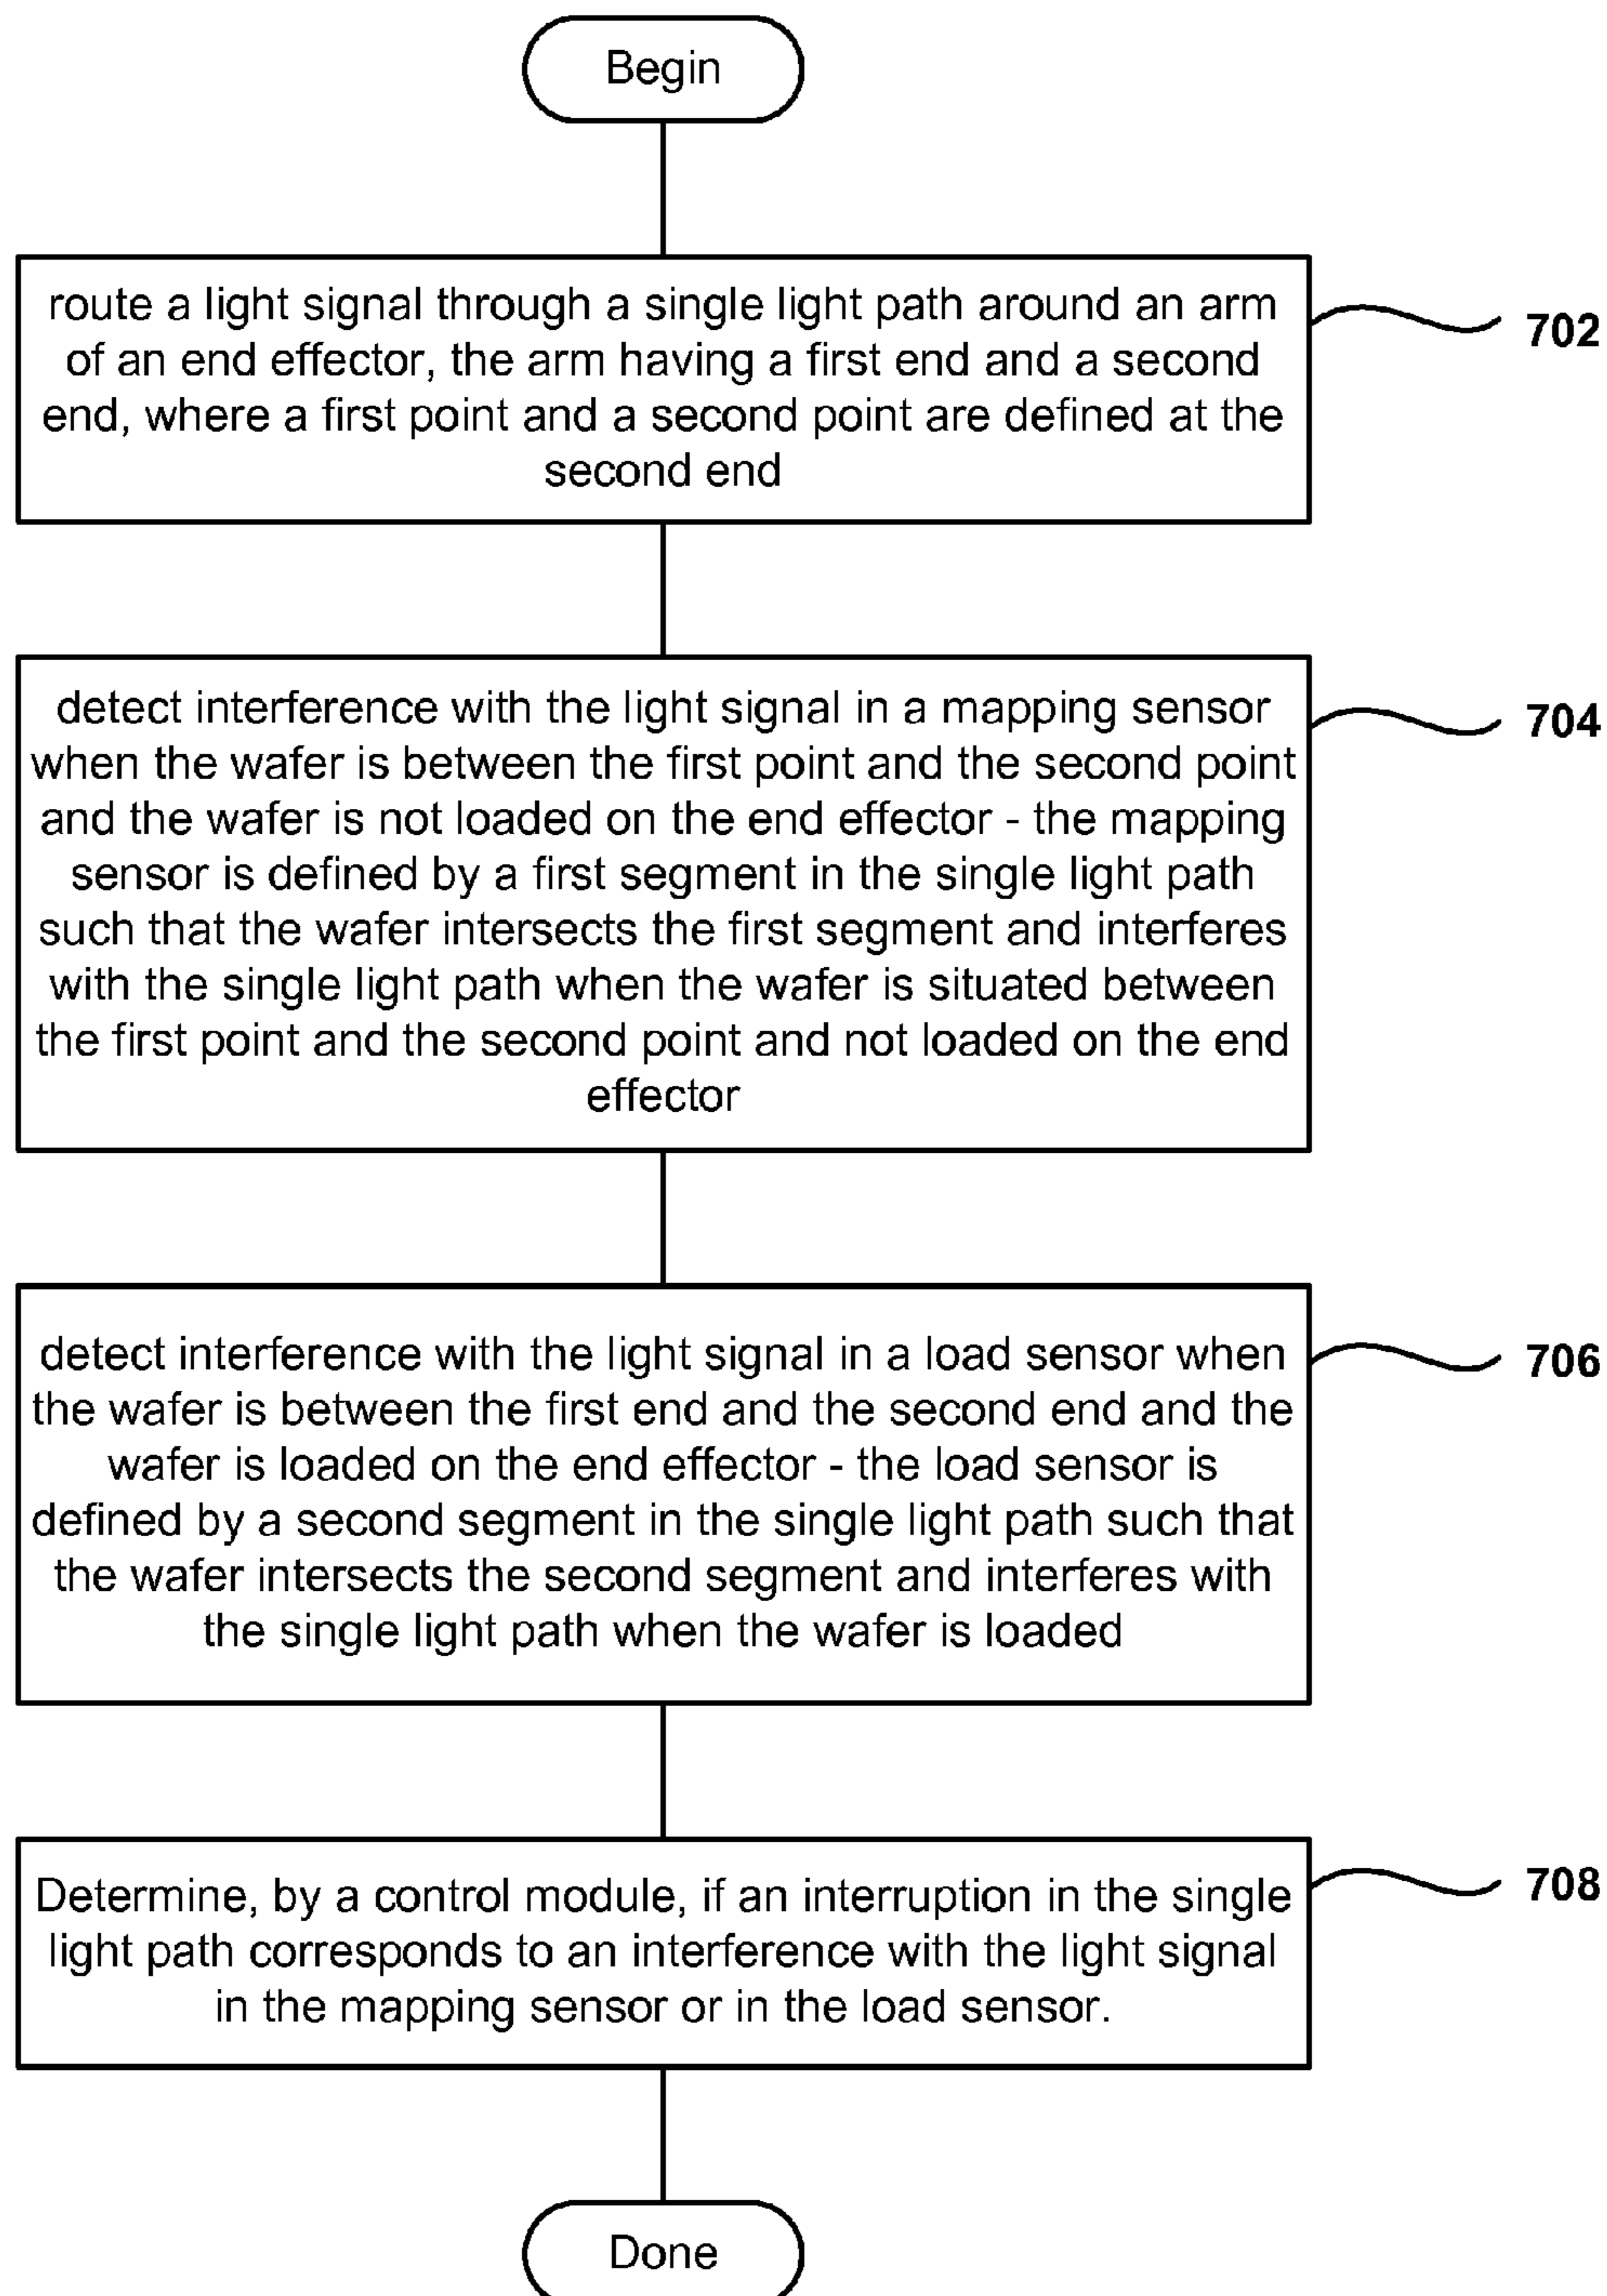 Begin
route a light signal through a single light path around an arm
of an end effector, the arm having a first end and a second
end, where a first point and a second point are defined at the
second end
702
detect interference with the light signal in a mapping sensor
when the wafer is between the first point and the second point
and the wafer is not loaded on the end effector - the mapping
sensor is defined by a first segment in the single light path
such that the wafer intersects the first segment and interferes
with the single light path when the wafer is situated between
the first point and the second point and not loaded on the end
effector
704
detect interference with the light signal in a load sensor when
the wafer is between the first end and the second end and the
wafer is loaded on the end effector - the load sensor is
defined by a second segment in the single light path such that
the wafer intersects the second segment and interferes with
the single light path when the wafer is loaded
706
Determine, by a control module, if an interruption in the single
light path corresponds to an interference with the light signal
in the mapping sensor or in the load sensor.
708
Done